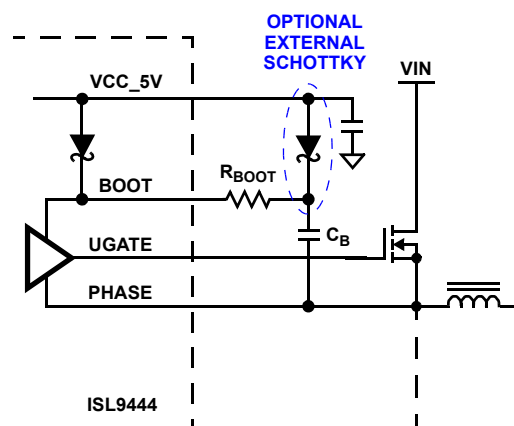 OPTIONAL
EXTERNAL
SCHOTTKY
VCC_5V
VIN
RBOOT
BOOT
CB
UGATE
PHASE
ISL9444